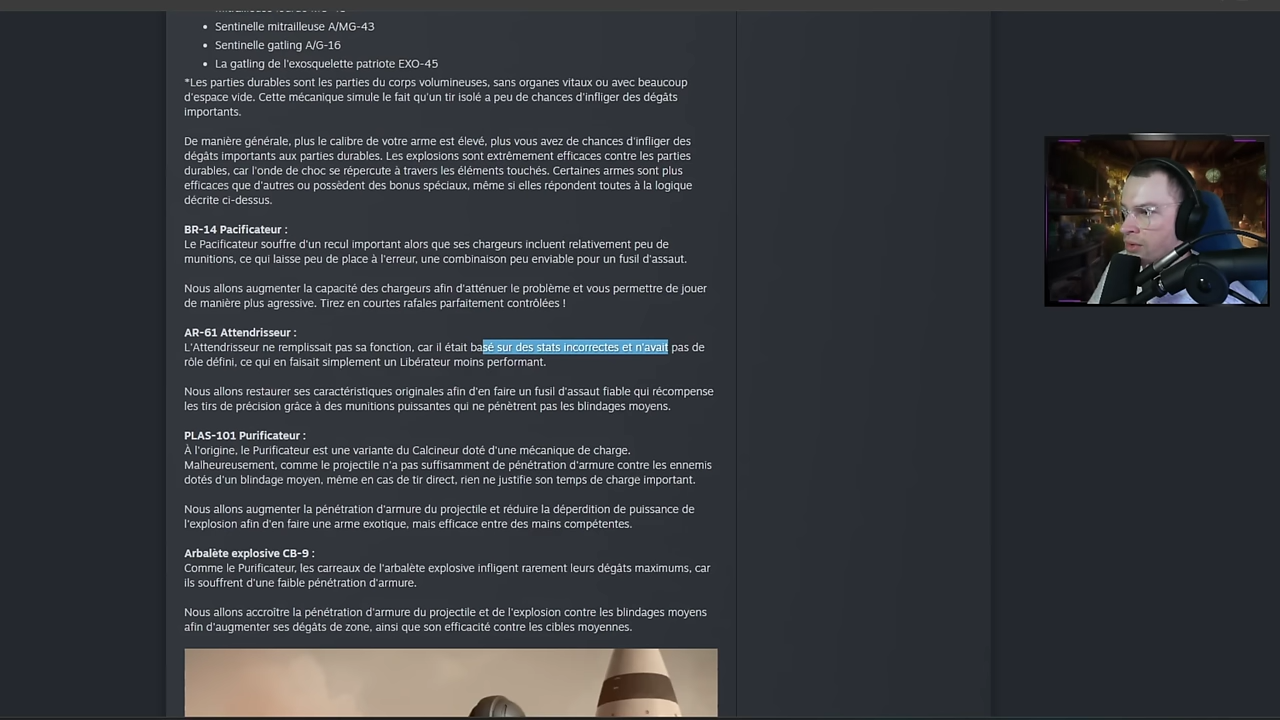 Sentinelle mitrailleuse A/MG-43
Sentinelle gatling A/G-16
La gatling de l'exosquelette patriote EXO-45
*Les parties durables sont les parties du corps volumineuses, sans organes vitaux ou avec beaucoup
d'espace vide. Cette mécanique simule le fait qu'un tir isolé a peu de chances d'infliger des dégâts
importants.
De manière générale, plus le calibre de votre arme est élevé, plus vous avez de chances d'infliger des
dégâts importants aux parties durables. Les explosions sont extrêmement efficaces contre les parties
durables, car l'onde de choc se répercute à travers les éléments touchés. Certaines armes sont plus
efficaces que d'autres ou possèdent des bonus spéciaux, même si elles répondent toutes à la logique
décrite ci-dessus.
BR-14 Pacificateur :
Le Pacificateur souffre d'un recul important alors que ses chargeurs incluent relativement peu de
munitions, ce qui laisse peu de place à l'erreur, une combinaison peu enviable pour un fusil d'assaut.
Nous allons augmenter la capacité des chargeurs afin d'atténuer le problème et vous permettre de jouer
de manière plus agressive. Tirez en courtes rafales parfaitement contrôlées !
AR-61 Attendrisseur :
L'Attendrisseur ne remplissait pas sa fonction, car il était basé sur des stats incorrectes et n'avait pas de
rôle défini, ce qui en faisait simplement un Libérateur moins performant.
Nous allons restaurer ses caractéristiques originales afin d'en faire un fusil d'assaut fiable qui récompense
les tirs de précision grâce à des munitions puissantes qui ne pénètrent pas les blindages moyens.
PLAS-101 Purificateur :
À l'origine, le Purificateur est une variante du Calcineur doté d'une mécanique de charge.
Malheureusement, comme le projectile n'a pas suffisamment de pénétration d'armure contre les ennemis
dotés d'un blindage moyen, même en cas de tir direct, rien ne justifie son temps de charge important.
Nous allons augmenter la pénétration d'armure du projectile et réduire la déperdition de puissance de
l'explosion afin d'en faire une arme exotique, mais efficace entre des mains compétentes.
Arbalète explosive CB-9 :
Comme le Purificateur, les carreaux de l'arbalète explosive infligent rarement leurs dégâts maximums, car
ils souffrent d'une faible pénétration d'armure.
Nous allons accroître la pénétration d'armure du projectile et de l'explosion contre les blindages moyens
afin d'augmenter ses dégâts de zone, ainsi que son efficacité contre les cibles moyennes.